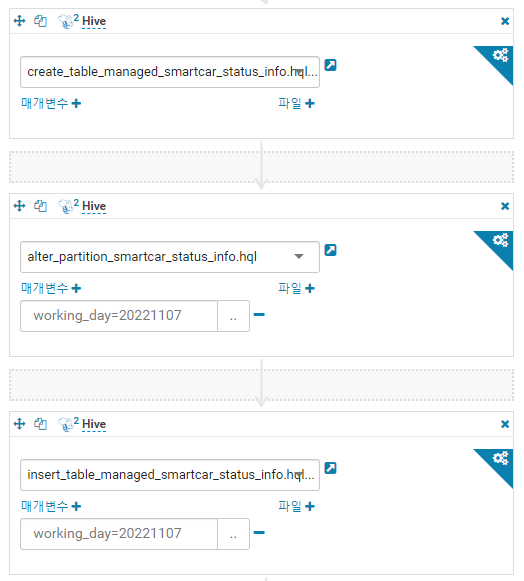 2 Hive
create_table_managed_smartcar_status_info.hql...
매개변수 파일
2 Hive
alter_partition_smartcar_status_info.hql
매개변수 파일
working_day=20221107 ..
2 Hive
insert_table_managed_smartcar_status_info.hql...
매개변수 파일
working_day=20221107 ..